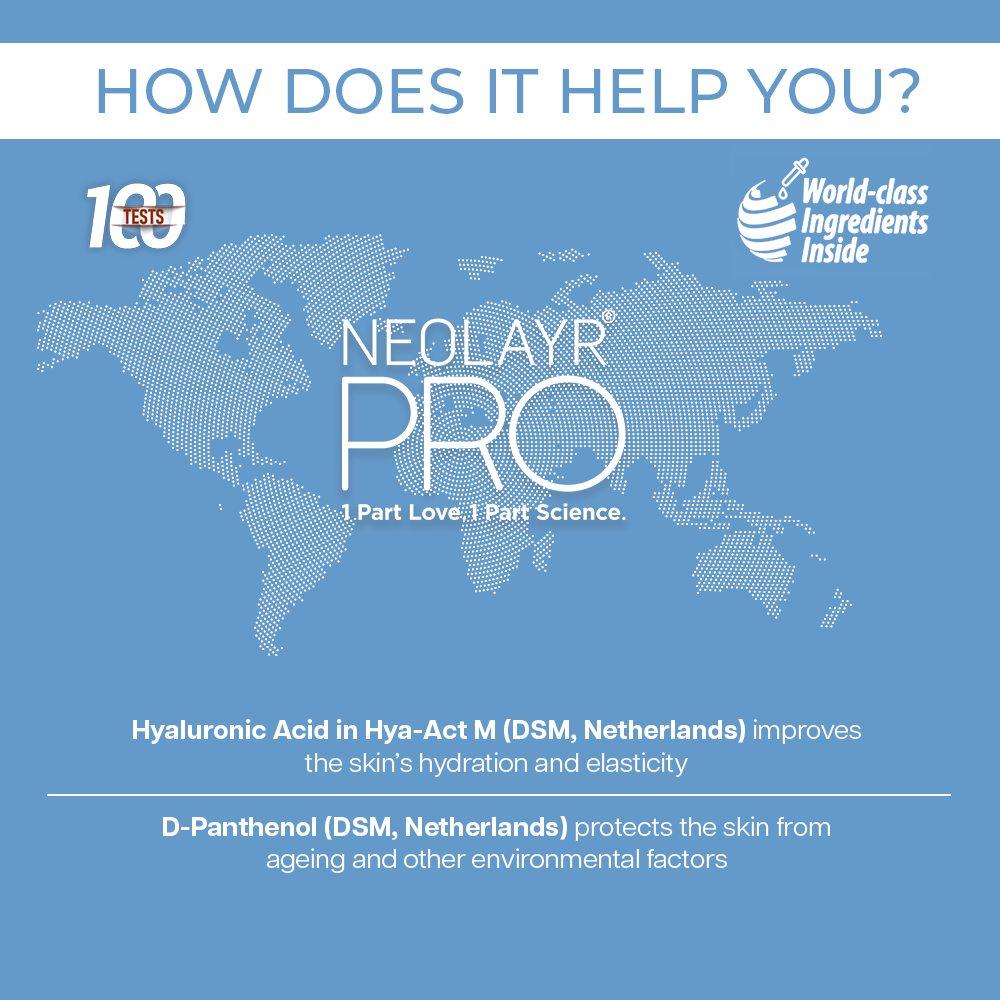 HOW DOES IT HELP YOU?
100
TESTS
World-class
Ingredients
Inside
NEOLAYR®
PRO
1 Part Love. 1 Part Science.
Hyaluronic Acid in Hya-Act M (DSM, Netherlands) improves
the skin’s hydration and elasticity
D-Panthenol (DSM, Netherlands) protects the skin from
ageing and other environmental factors